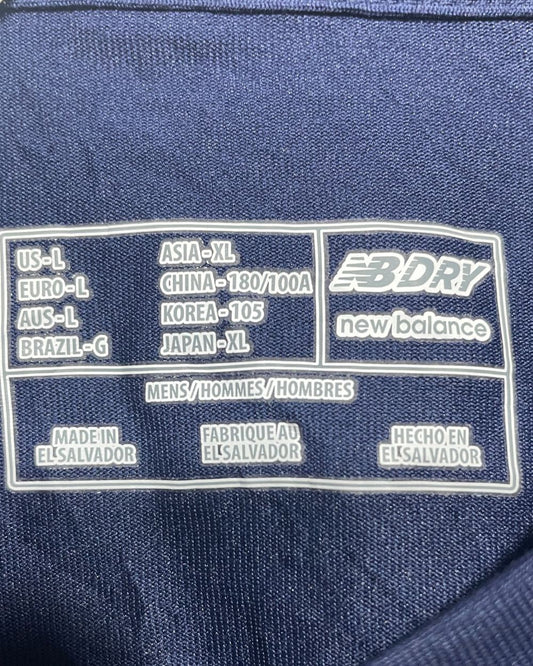 US-L
EURO-L
AUS-L
BRAZIL-G
ASIA-XL
CHINA-180/100A
KOREA-105
JAPAN-XL
NB DRY
new balance
MENS/HOMMES/HOMBRES
MADE IN
EL SALVADOR
FABRIQUE AU
EL SALVADOR
HECHO EN
EL SALVADOR